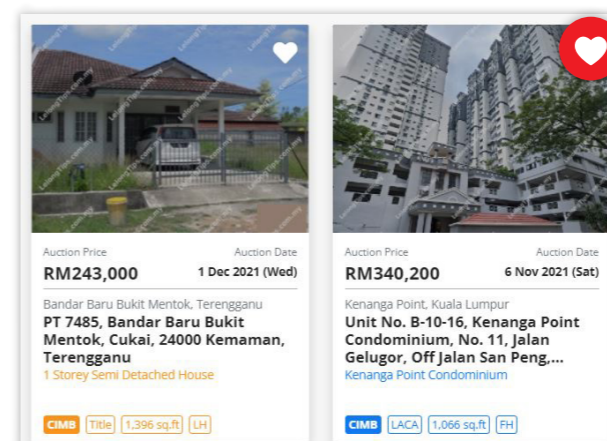 Auction Price Auction Date
RM243,000 1 Dec 2021 (Wed)
Bandar Baru Bukit Mentok, Terengganu
PT 7485, Bandar Baru Bukit
Mentok, Cukai, 24000 Kemaman,
Terengganu
1 Storey Semi Detached House
CIMB Title 1,396 sq.ft LH
Auction Price Auction Date
RM340,200 6 Nov 2021 (Sat)
Kenanga Point, Kuala Lumpur
Unit No. B-10-16, Kenanga Point
Condominium, No. 11, Jalan
Gelugor, Off Jalan San Peng,...
Kenanga Point Condominium
CIMB LACA 1,066 sq.ft FH